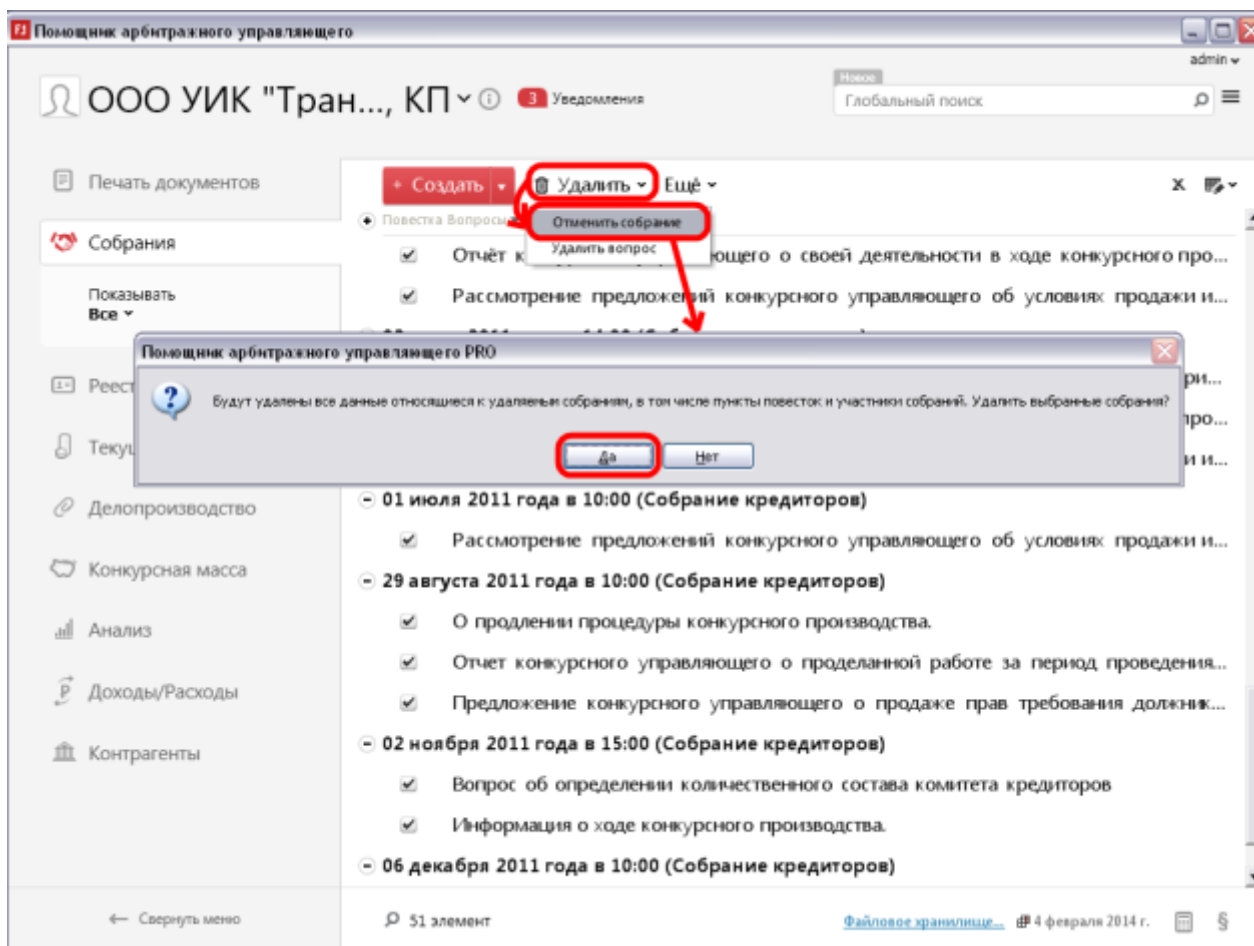 Помощник арбитражного управляющего
admin
ООО УИК "Тран..., КП
3 Уведомления
Новое
Глобальный поиск
Печать документов
+ Создать
Удалить
Ещё
Повестка Вопросы
Отменить собрание
Удалить вопрос
Собрания
Отчёт к ющего о своей деятельности в ходе конкурсного про...
Показывать
Все
Рассмотрение предложений конкурсного управляющего об условиях продажи и...
Помощник арбитражного управляющего PRO
Будут удалены все данные относящиеся к удаляемым собраниям, в том числе пункты повесток и участники собраний. Удалить выбранные собрания?
Да
Нет
Реест
ри...
про...
Текущ
и и...
01 июля 2011 года в 10:00 (Собрание кредиторов)
Делопроизводство
Рассмотрение предложений конкурсного управляющего об условиях продажи и...
Конкурсная масса
29 августа 2011 года в 10:00 (Собрание кредиторов)
О продлении процедуры конкурсного производства.
Анализ
Отчет конкурсного управляющего о проделанной работе за период проведения...
Доходы/Расходы
Предложение конкурсного управляющего о продаже прав требования должник...
02 ноября 2011 года в 15:00 (Собрание кредиторов)
Контрагенты
Вопрос об определении количественного состава комитета кредиторов
Информация о ходе конкурсного производства.
06 декабря 2011 года в 10:00 (Собрание кредиторов)
← Свернуть меню
51 элемент
Файловое хранилище...
4 февраля 2014 г.
§